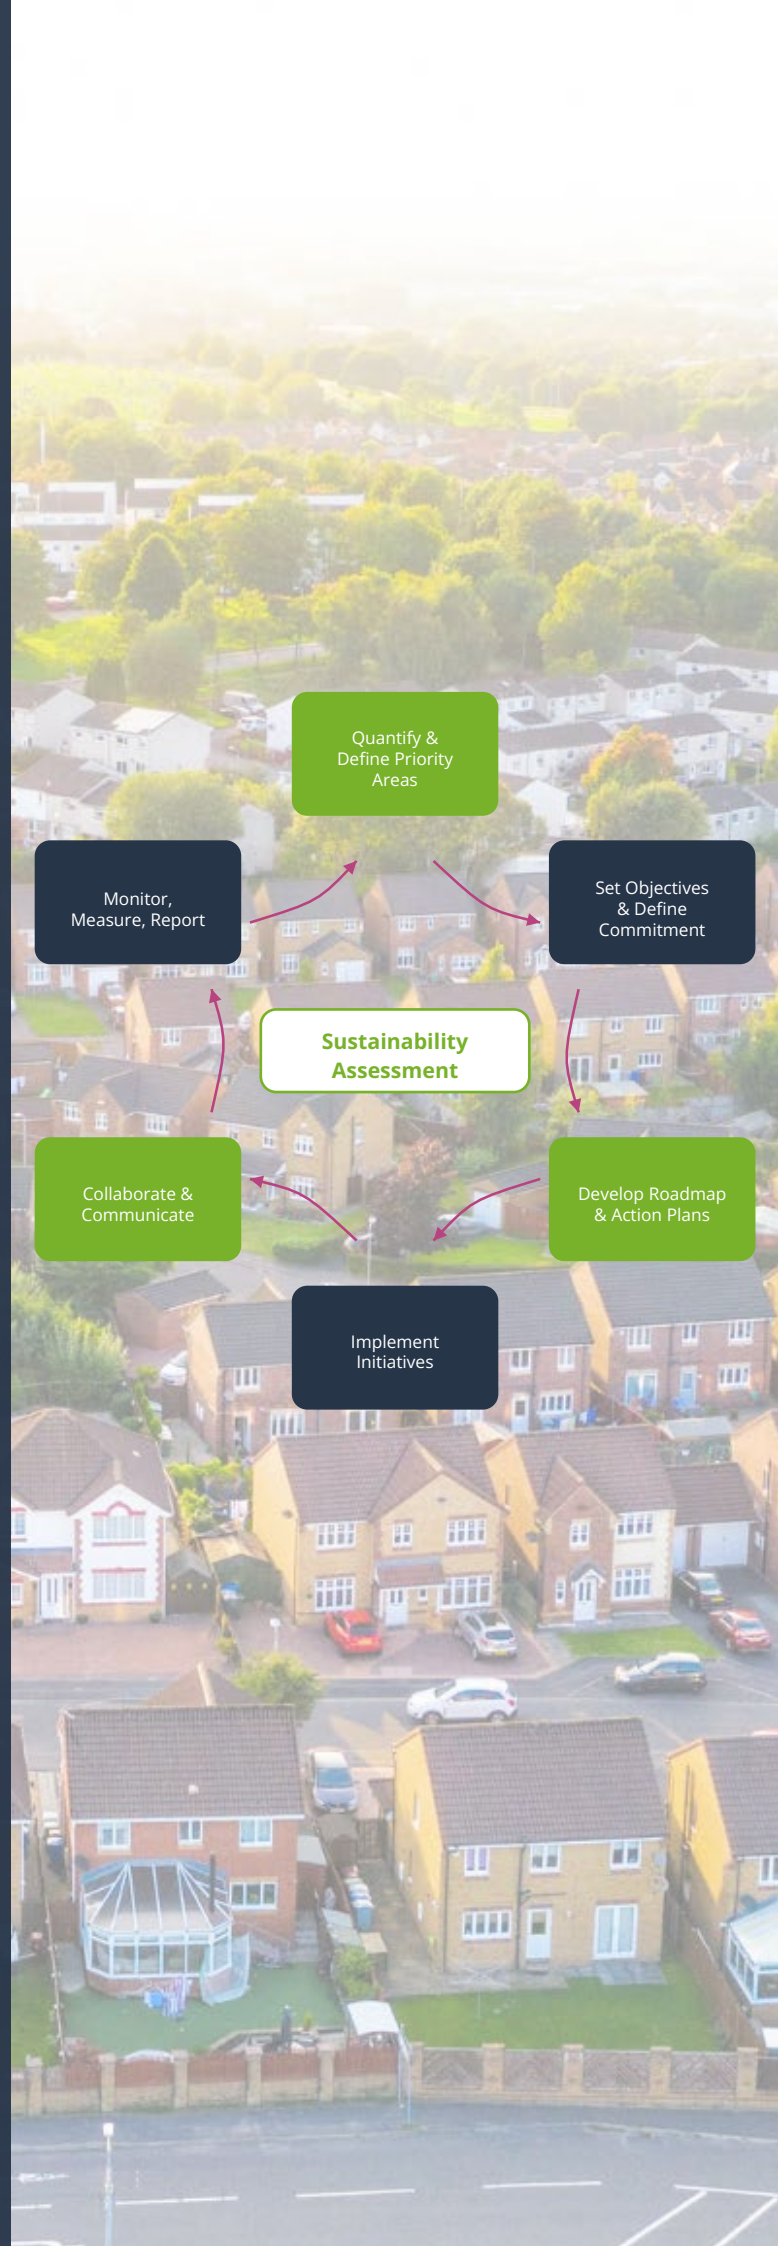 Quantify &
Define Priority
Areas
Monitor,
Measure, Report
Set Objectives
& Define
Commitment
Sustainability
Assessment
Collaborate &
Communicate
Develop Roadmap
& Action Plans
Implement
Initiatives